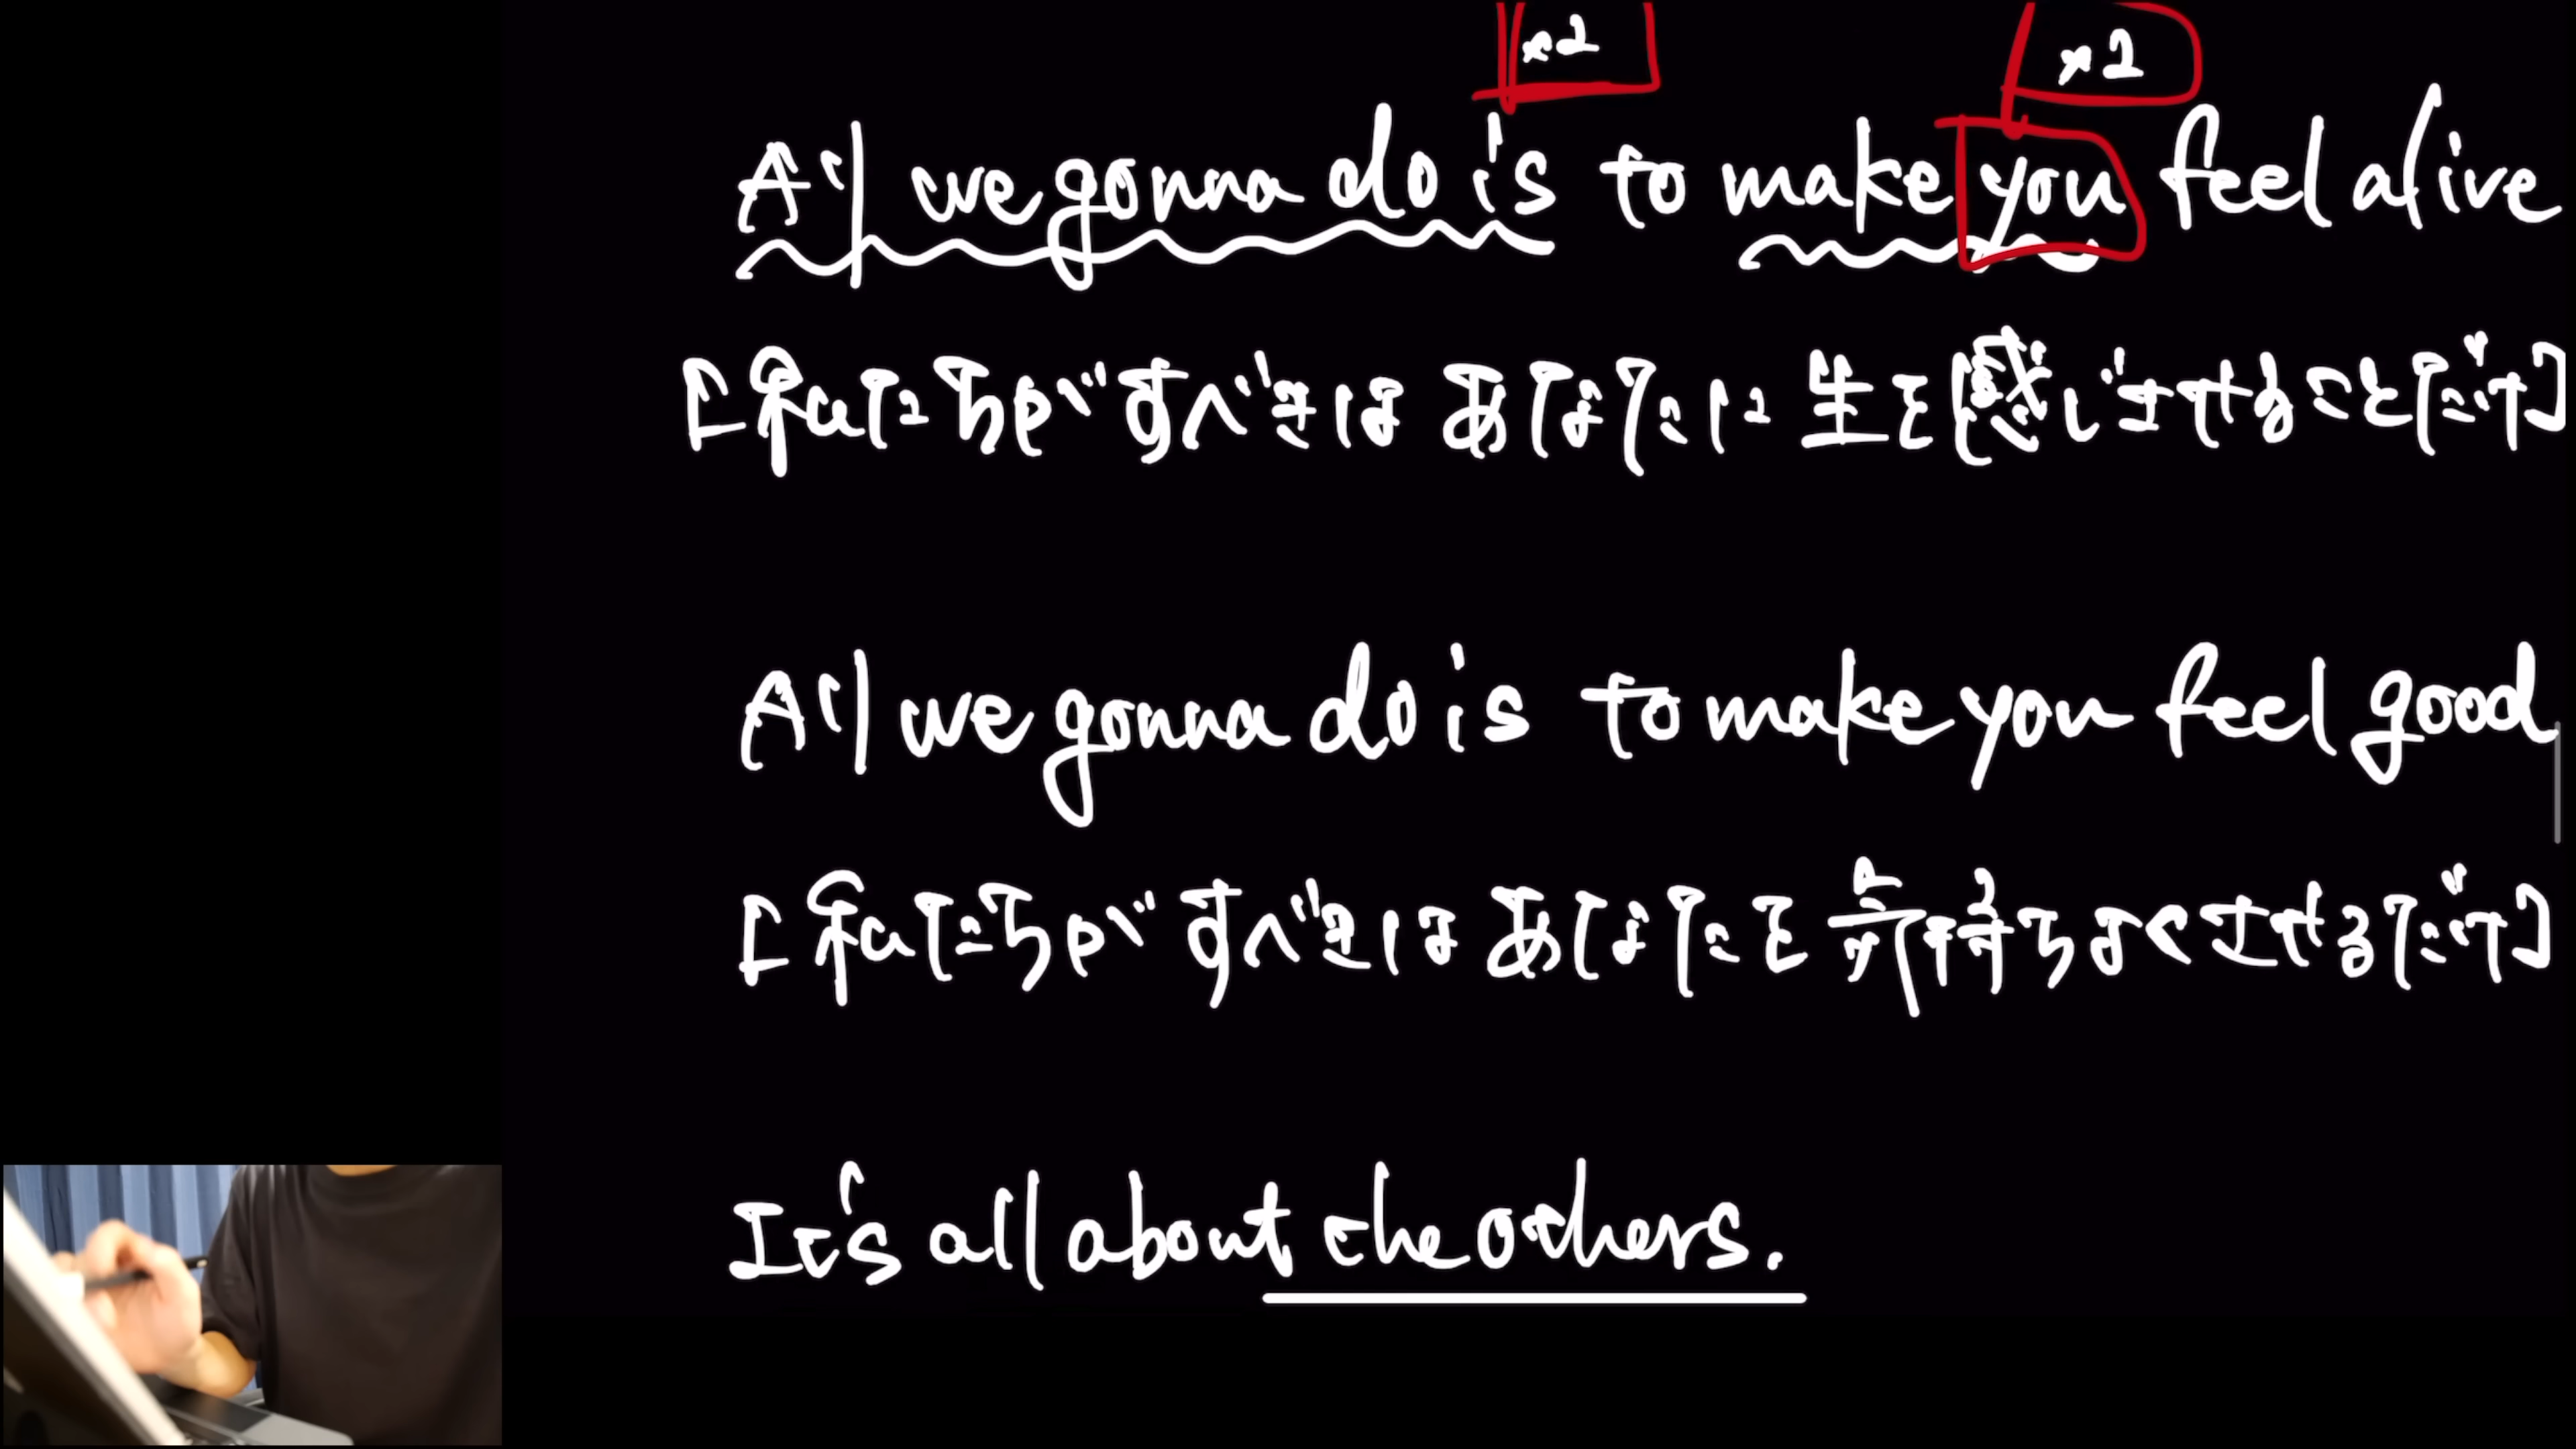 ×2 ×2
All we gonna do is to make you feel alive
[私たちがすべきは あなたに 生を感じさせることだけ]
All we gonna do is to make you feel good
[私たちが すべきは あなたを 気持ちよくさせるだけ]
It's all about the others.